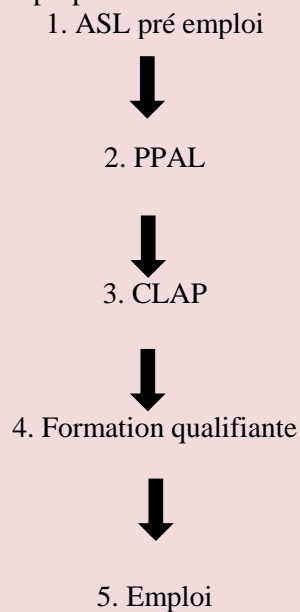 1. ASL pré emploi
2. PPAL
3. CLAP
4. Formation qualifiante
5. Emploi